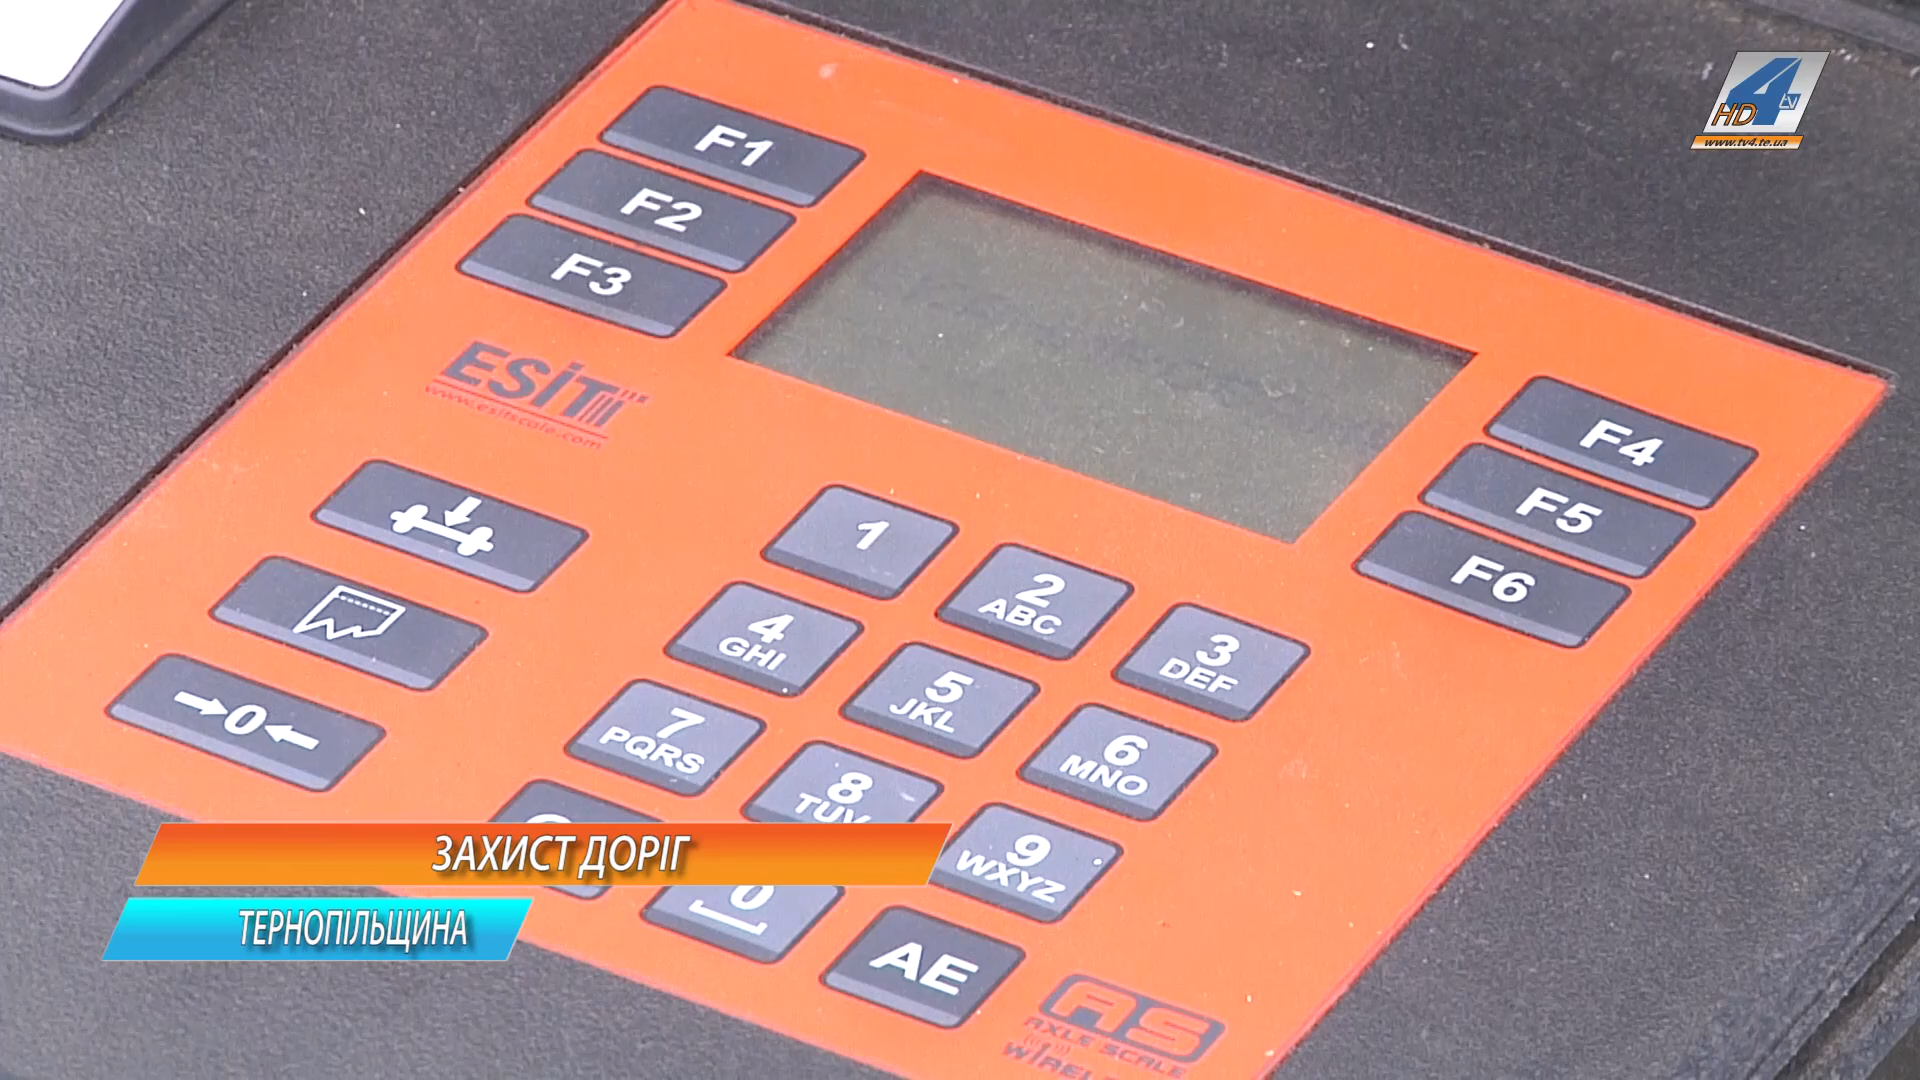 F1
F2
F3
ESİT
www.esitscale.com
HD 4 tv
www.tv4.te.ua
F4
F5
F6
1
2
ABC
3
DEF
4
GHI
5
JKL
6
MNO
7
PQRS
8
TUV
9
WXYZ
→0←
0
AE
AS
AXLE SCALE
ЗАХИСТ ДОРІГ
ТЕРНОПІЛЬЩИНА